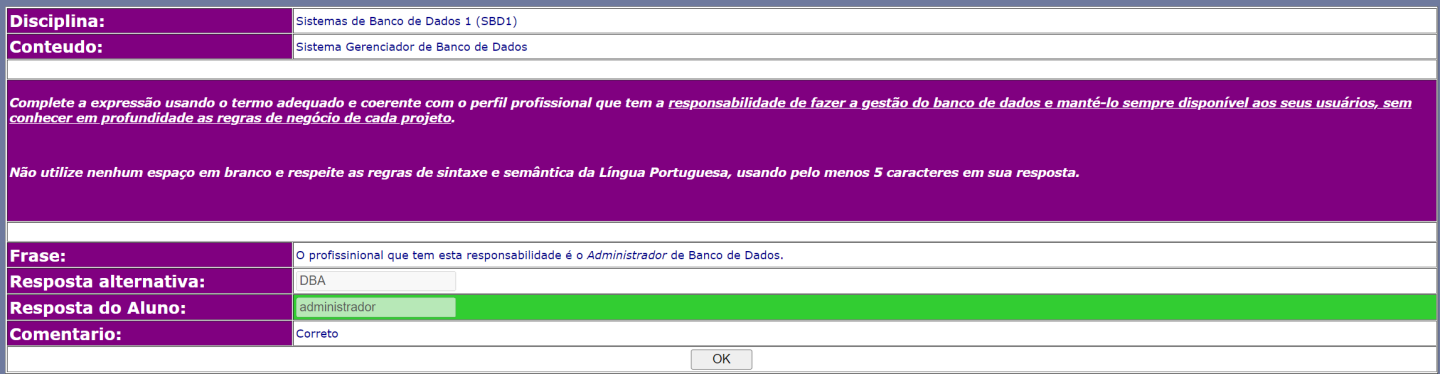 Disciplina: Sistemas de Banco de Dados 1 (SBD1)
Conteudo: Sistema Gerenciador de Banco de Dados
Complete a expressão usando o termo adequado e coerente com o perfil profissional que tem a responsabilidade de fazer a gestão do banco de dados e manté-lo sempre disponível aos seus usuários, sem
conhecer em profundidade as regras de negócio de cada projeto.
Não utilize nenhum espaço em branco e respeite as regras de sintaxe e semântica da Língua Portuguesa, usando pelo menos 5 caracteres em sua resposta.
Frase: O profissinional que tem esta responsabilidade é o Administrador de Banco de Dados.
Resposta alternativa: DBA
Resposta do Aluno: administrador
Comentario: Correto
OK